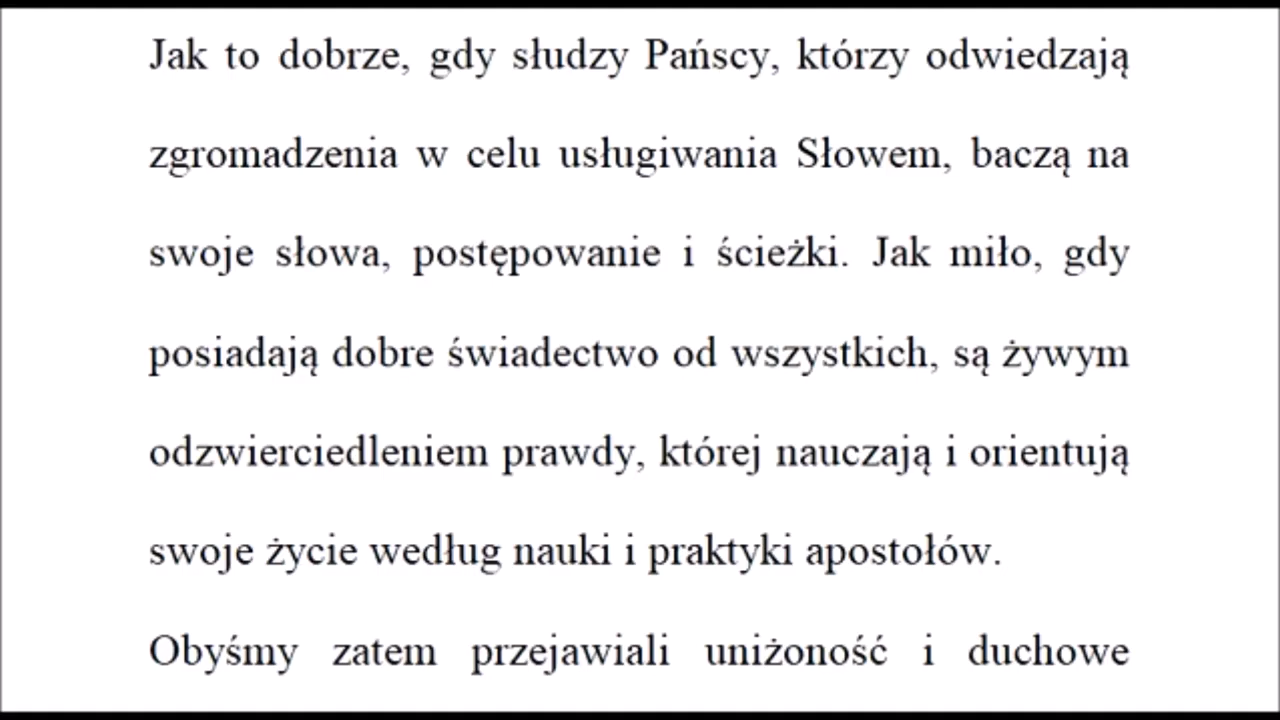 Jak to dobrze, gdy słudzy Pańscy, którzy odwiedzają
zgromadzenia w celu usługiwania Słowem, baczą na
swoje słowa, postępowanie i ścieżki. Jak miło, gdy
posiadają dobre świadectwo od wszystkich, są żywym
odzwierciedleniem prawdy, której nauczają i orientują
swoje życie według nauki i praktyki apostołów.
Obyśmy zatem przejawiali uniżoność i duchowe